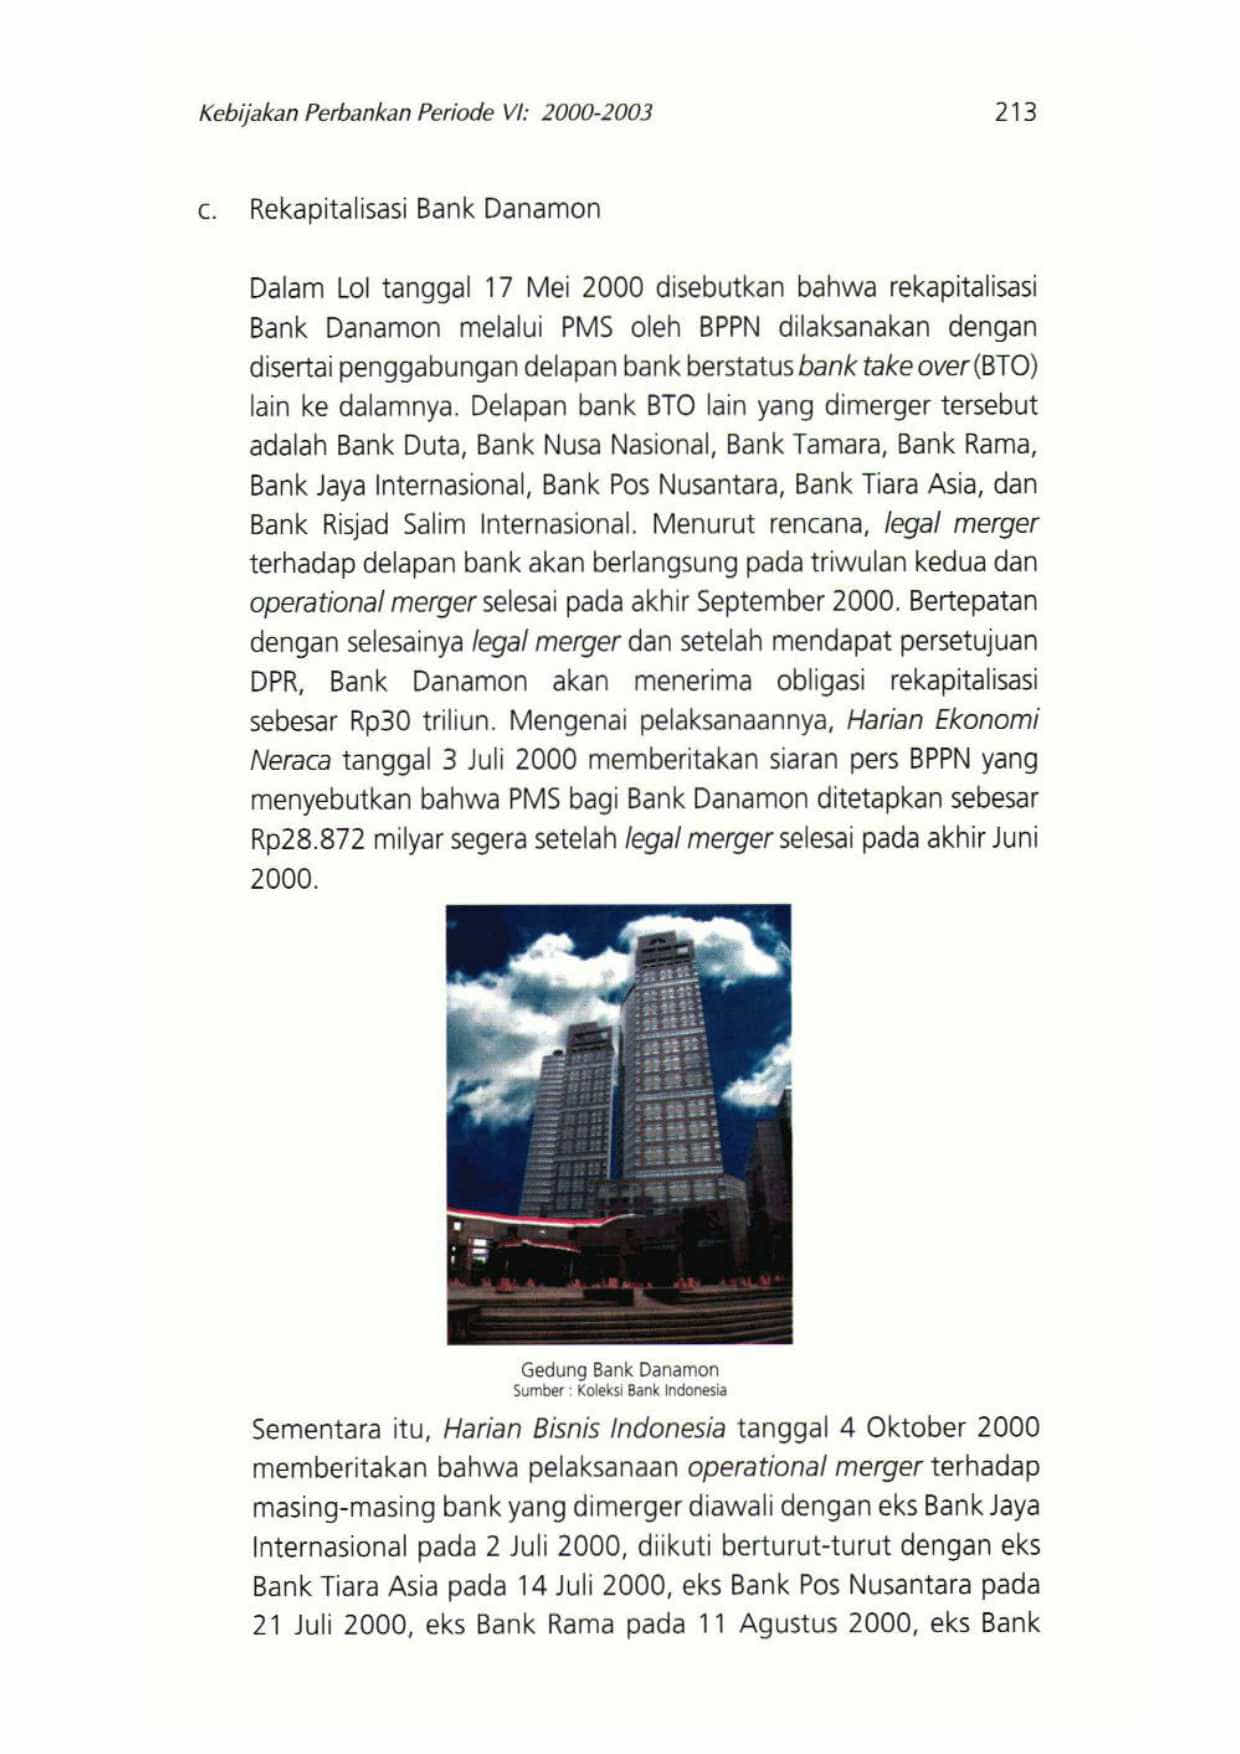 Kebijakan Perbankan Periode VI: 2000-2003 213
c. Rekapitalisasi Bank Danamon
Dalam LoI tanggal 17 Mei 2000 disebutkan bahwa rekapitalisasi
Bank Danamon melalui PMS oleh BPPN dilaksanakan dengan
disertai penggabungan delapan bank berstatus bank take over (BTO)
lain ke dalamnya. Delapan bank BTO lain yang dimerger tersebut
adalah Bank Duta, Bank Nusa Nasional, Bank Tamara, Bank Rama,
Bank Jaya Internasional, Bank Pos Nusantara, Bank Tiara Asia, dan
Bank Risjad Salim Internasional. Menurut rencana, legal merger
terhadap delapan bank akan berlangsung pada triwulan kedua dan
operational merger selesai pada akhir September 2000. Bertepatan
dengan selesainya legal merger dan setelah mendapat persetujuan
DPR, Bank Danamon akan menerima obligasi rekapitalisasi
sebesar Rp30 triliun. Mengenai pelaksanaannya, Harian Ekonomi
Neraca tanggal 3 Juli 2000 memberitakan siaran pers BPPN yang
menyebutkan bahwa PMS bagi Bank Danamon ditetapkan sebesar
Rp28.872 milyar segera setelah legal merger selesai pada akhir Juni
2000.
Gedung Bank Danamon
Sumber : Koleksi Bank Indonesia
Sementara itu, Harian Bisnis Indonesia tanggal 4 Oktober 2000
memberitakan bahwa pelaksanaan operational merger terhadap
masing-masing bank yang dimerger diawali dengan eks Bank Jaya
Internasional pada 2 Juli 2000, diikuti berturut-turut dengan eks
Bank Tiara Asia pada 14 Juli 2000, eks Bank Pos Nusantara pada
21 Juli 2000, eks Bank Rama pada 11 Agustus 2000, eks Bank